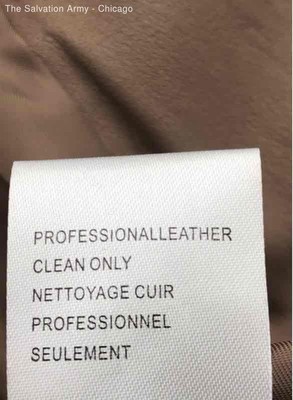 The Salvation Army - Chicago
PROFESSIONALLEATHER
CLEAN ONLY
NETTOYAGE CUIR
PROFESSIONNEL
SEULEMENT